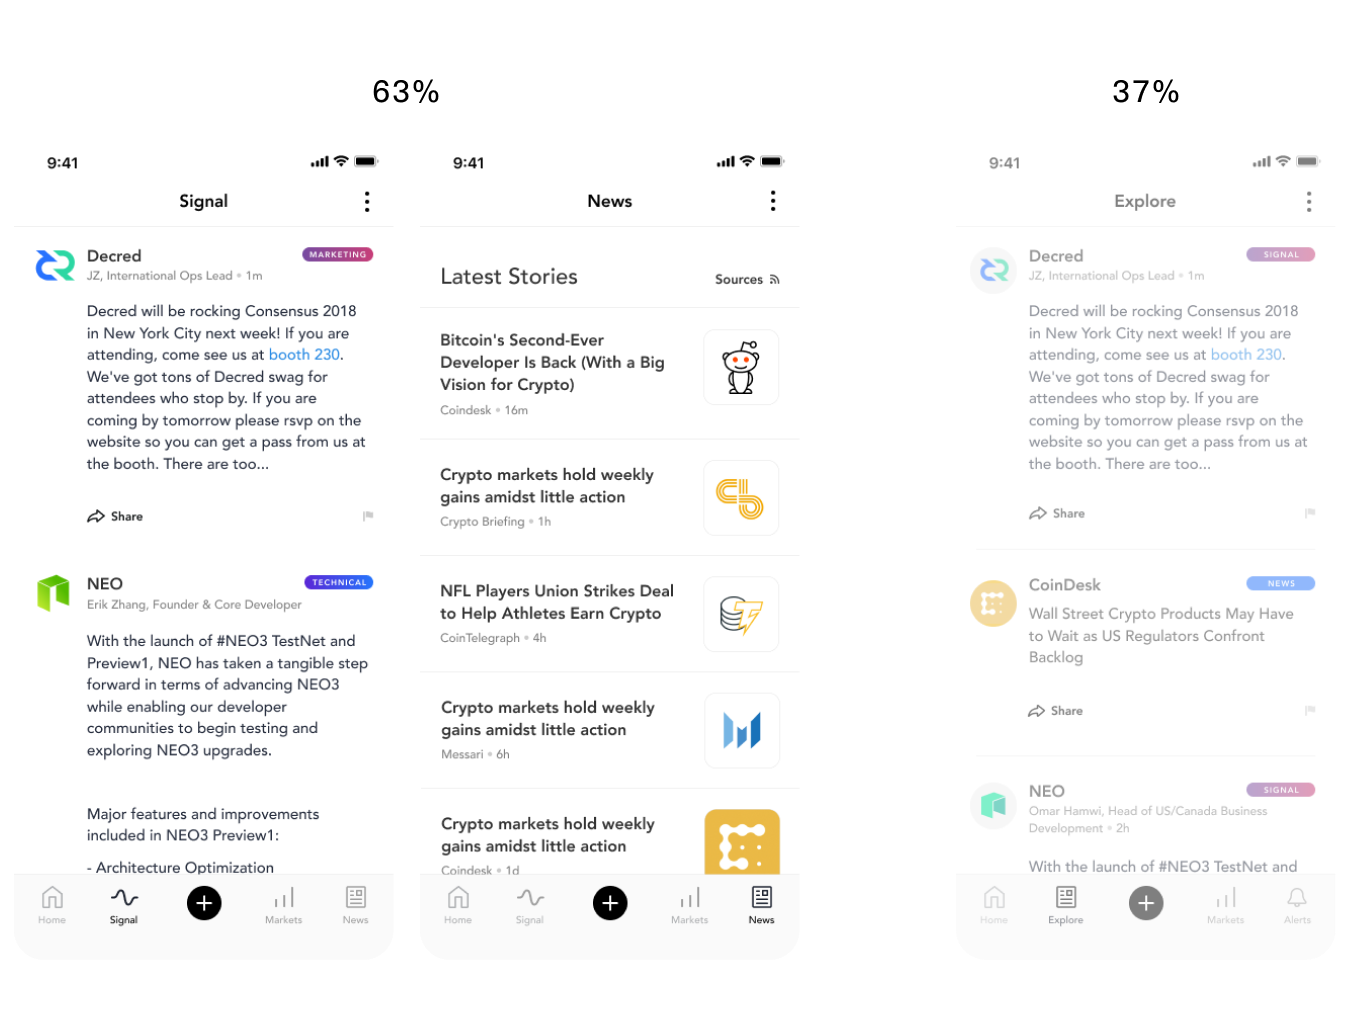 63%
37%
9:41
Signal
Decred
MARKETING
JZ, International Ops Lead • 1m
Decred will be rocking Consensus 2018
in New York City next week! If you are
attending, come see us at booth 230.
We've got tons of Decred swag for
attendees who stop by. If you are
coming by tomorrow please rsvp on the
website so you can get a pass from us at
the booth. There are too...
Share
NEO
TECHNICAL
Erik Zhang, Founder & Core Developer
With the launch of #NEO3 TestNet and
Preview1, NEO has taken a tangible step
forward in terms of advancing NEO3
while enabling our developer
communities to begin testing and
exploring NEO3 upgrades.
Major features and improvements
included in NEO3 Preview1:
- Architecture Optimization
Home
Signal
Markets
News
9:41
News
Latest Stories
Sources
Bitcoin's Second-Ever
Developer Is Back (With a Big
Vision for Crypto)
Coindesk • 16m
Crypto markets hold weekly
gains amidst little action
Crypto Briefing • 1h
NFL Players Union Strikes Deal
to Help Athletes Earn Crypto
CoinTelegraph • 4h
Crypto markets hold weekly
gains amidst little action
Messari • 6h
Crypto markets hold weekly
gains amidst little action
Coindesk • 1d
Home
Signal
Markets
News
9:41
Explore
Decred
SIGNAL
JZ, International Ops Lead • 1m
Decred will be rocking Consensus 2018
in New York City next week! If you are
attending, come see us at booth 230.
We've got tons of Decred swag for
attendees who stop by. If you are
coming by tomorrow please rsvp on the
website so you can get a pass from us at
the booth. There are too...
Share
CoinDesk
NEWS
Wall Street Crypto Products May Have
to Wait as US Regulators Confront
Backlog
Share
NEO
SIGNAL
Omar Hamwi, Head of US/Canada Business
Development • 2h
With the launch of #NEO3 TestNet and
Home
Explore
Markets
Alerts